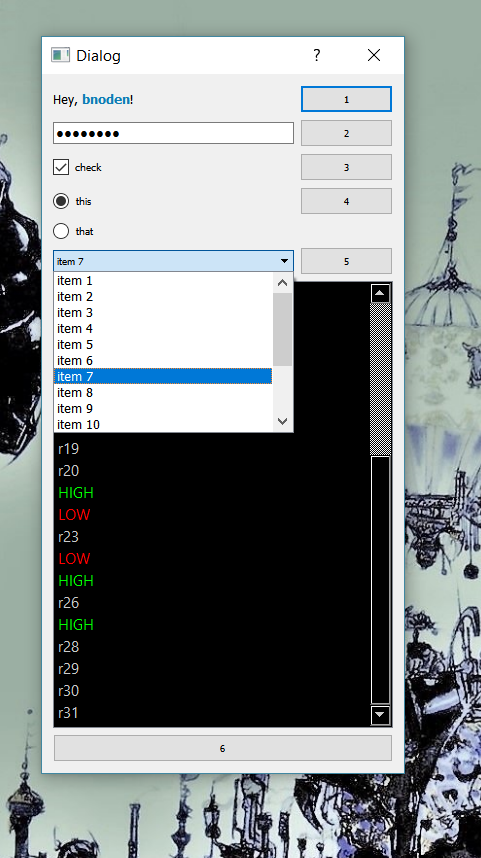 Dialog ?
Hey, bnoden!
1
●●●●●●●●
2
check
3
this
4
that
item 7
5
item 1
item 2
item 3
item 4
item 5
item 6
item 7
item 8
item 9
item 10
r19
r20
HIGH
LOW
r23
LOW
HIGH
r26
HIGH
r28
r29
r30
r31
6